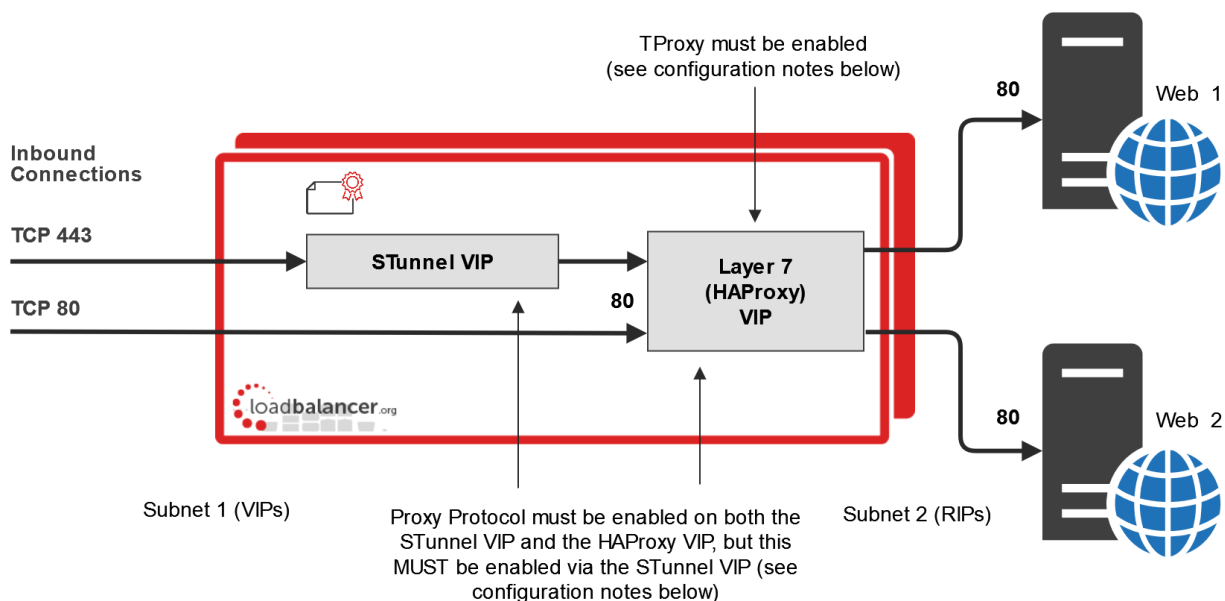 TProxy must be enabled
(see configuration notes below)
80
Web 1
Inbound
Connections
TCP 443
STunnel VIP
Layer 7
(HAProxy)
VIP
TCP 80
80
loadbalancer.org
80
Web 2
Subnet 1 (VIPs)
Proxy Protocol must be enabled on both the
STunnel VIP and the HAProxy VIP, but this
MUST be enabled via the STunnel VIP (see
configuration notes below)
Subnet 2 (RIPs)